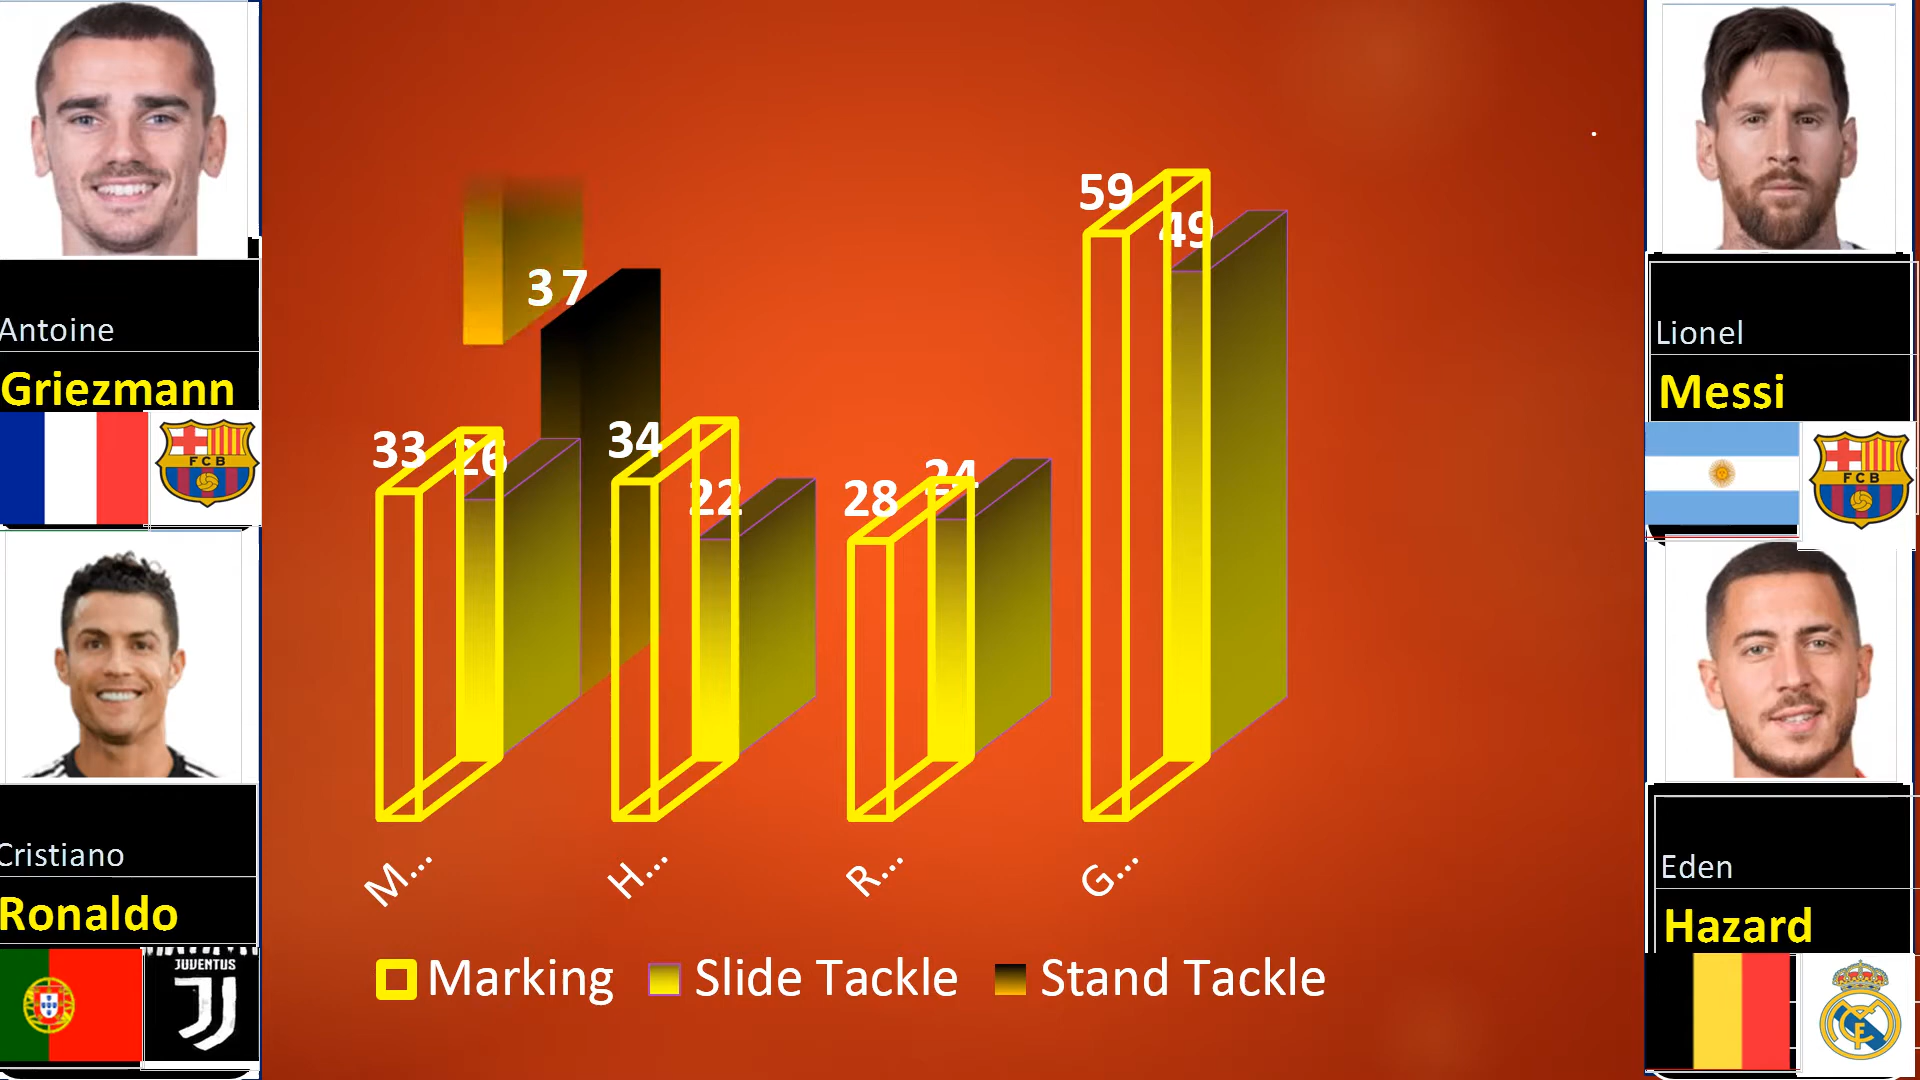 Antoine
Griezmann
FCB
Cristiano
Ronaldo
JUVENTUS
59
49
37
33
26
34
22
28
24
M...
H...
R...
G...
Marking
Slide Tackle
Stand Tackle
Lionel
Messi
FCB
Eden
Hazard